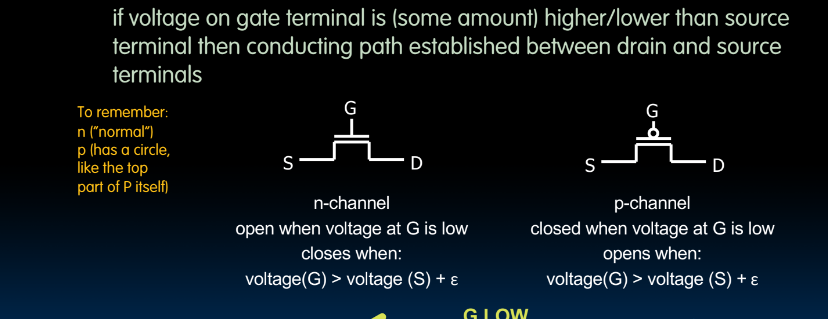 if voltage on gate terminal is (some amount) higher/lower than source
terminal then conducting path established between drain and source
terminals
To remember:
n ("normal")
p (has a circle,
like the top
part of P itself)
G
S D
n-channel
open when voltage at G is low
closes when:
voltage(G) > voltage (S) + ε
G
S D
p-channel
closed when voltage at G is low
opens when:
voltage(G) > voltage (S) + ε
G LOW